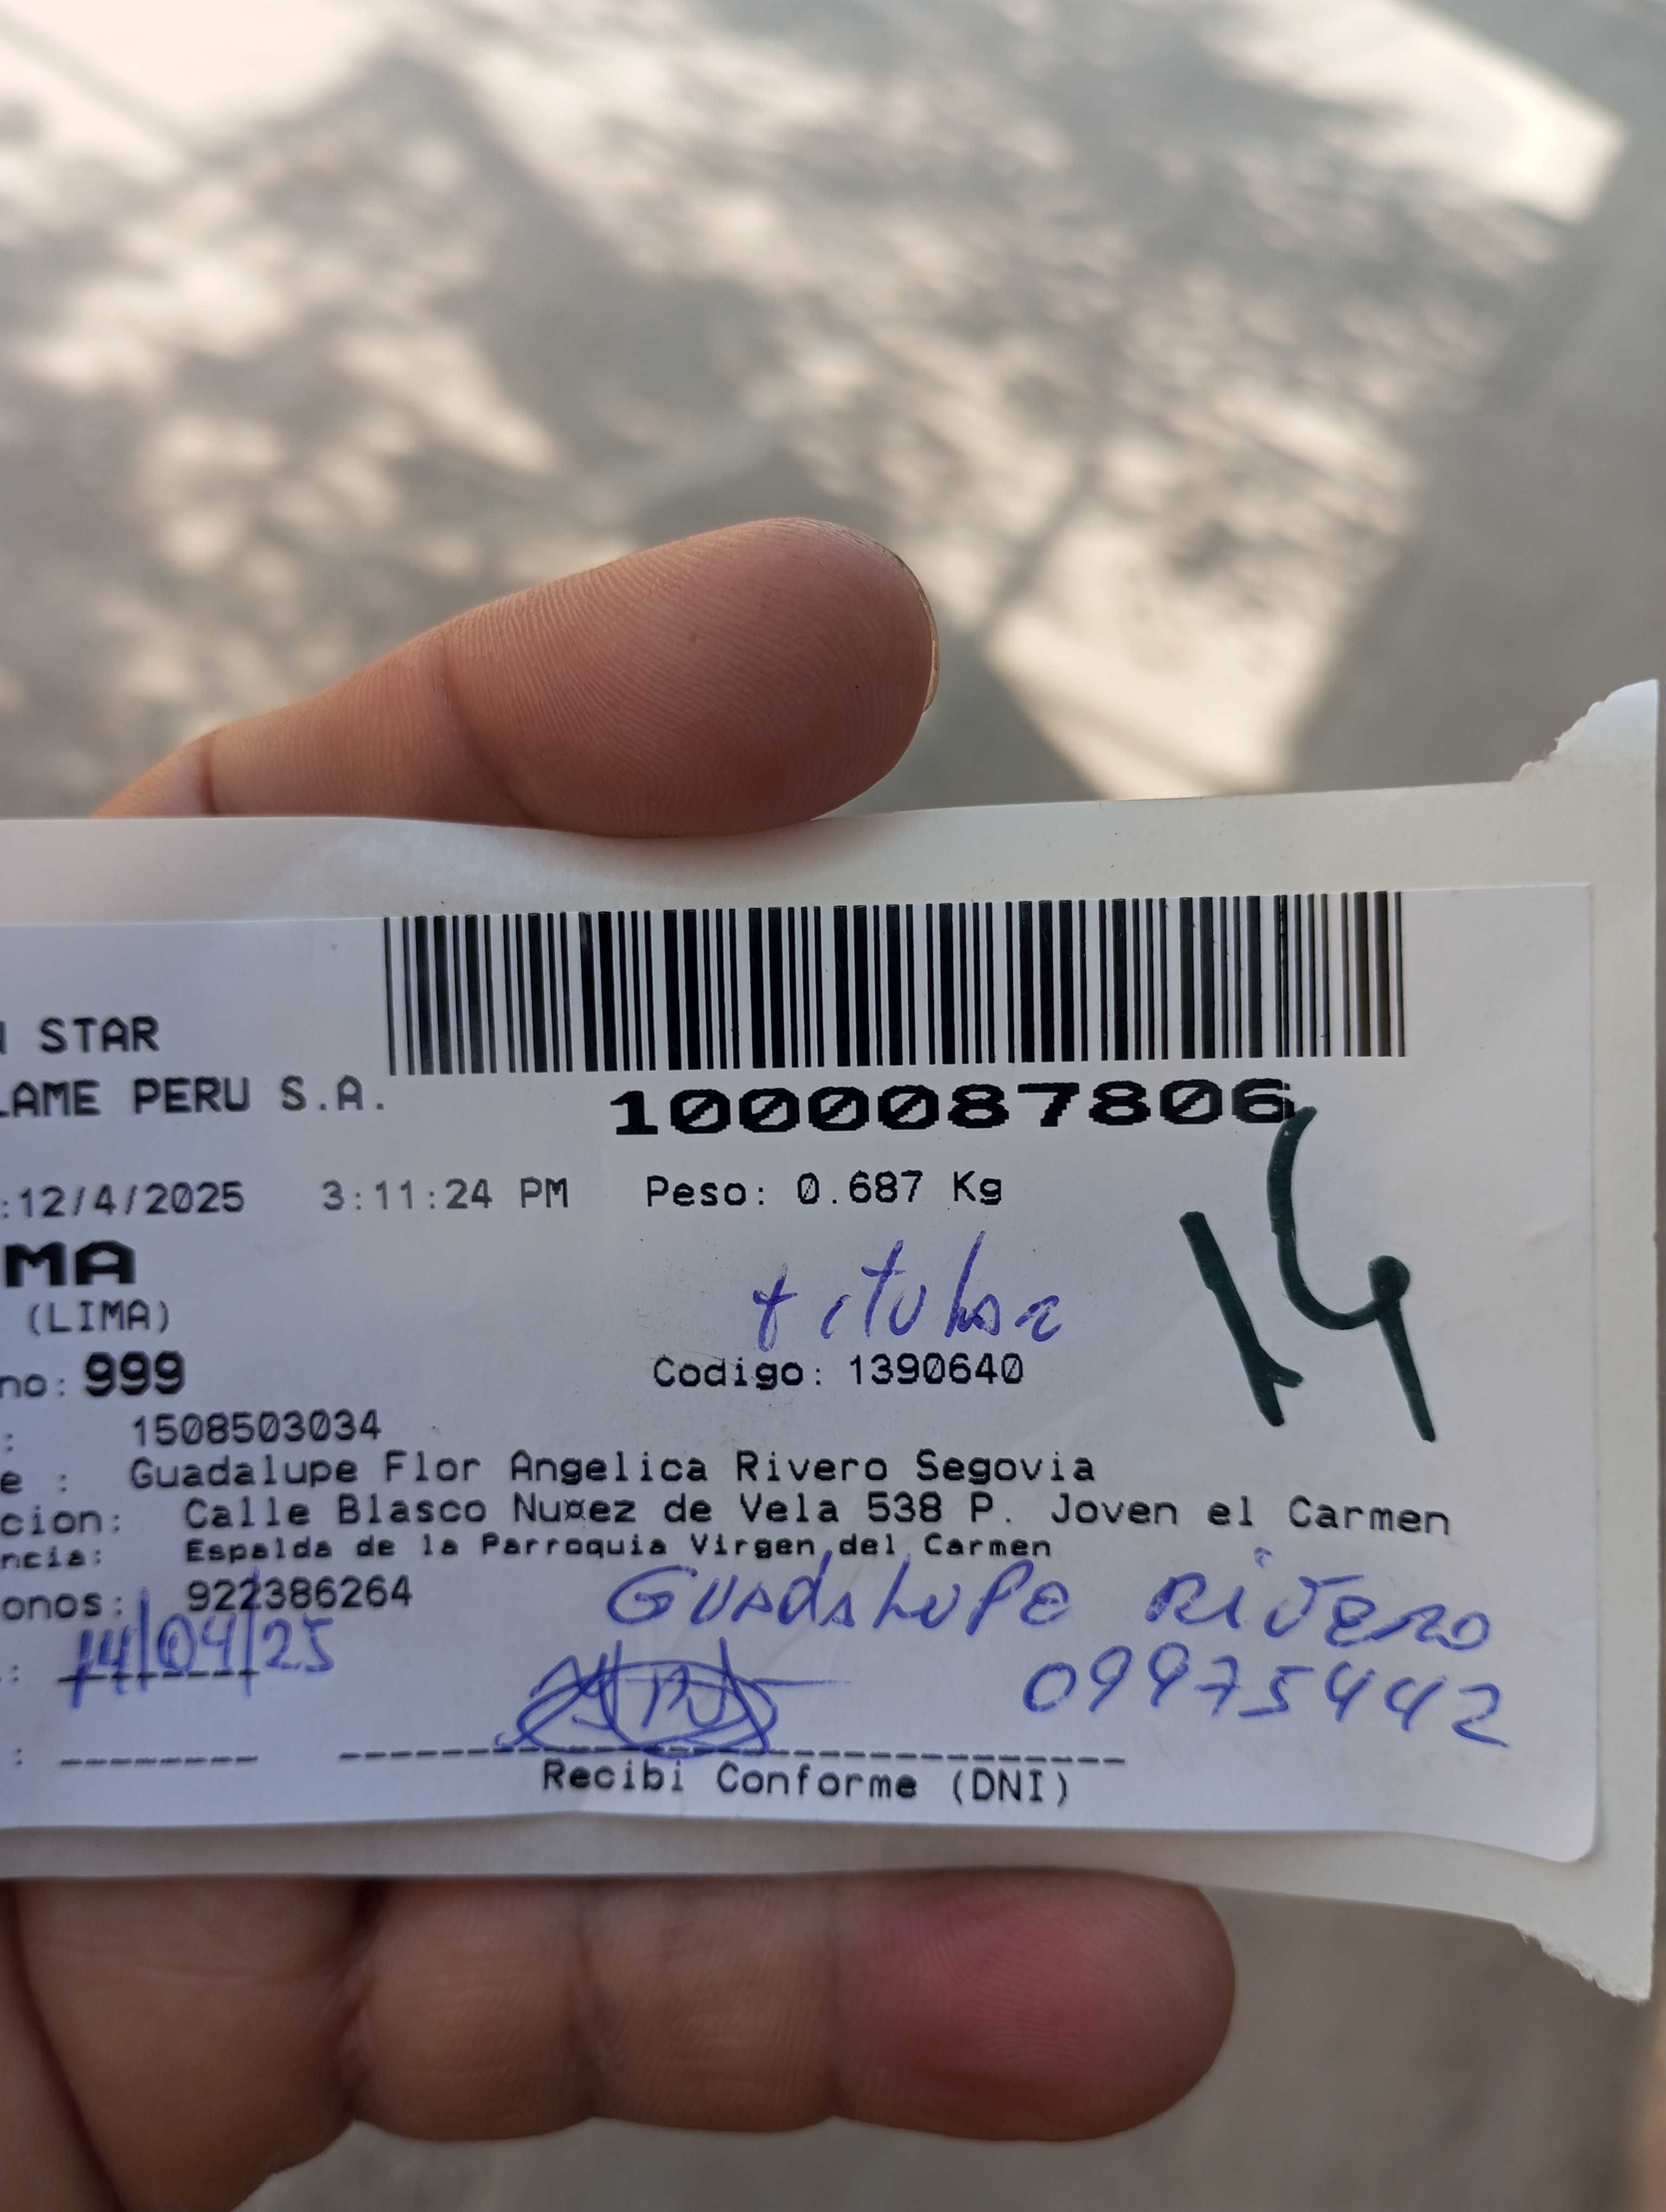 N STAR
LAME PERU S.A.
1000087806
:12/4/2025 3:11:24 PM Peso: 0.687 Kg
MA
(LIMA)
titular
14
no: 999 Codigo: 1390640
: 1508503034
e : Guadalupe Flor Angelica Rivero Segovia
cion: Calle Blasco Nu¤ez de Vela 538 P. Joven el Carmen
ncia: Espalda de la Parroquia Virgen del Carmen
onos: 922386264
Guadalupe Rivero
: 14/04/25
09975442
: 
Recibi Conforme (DNI)